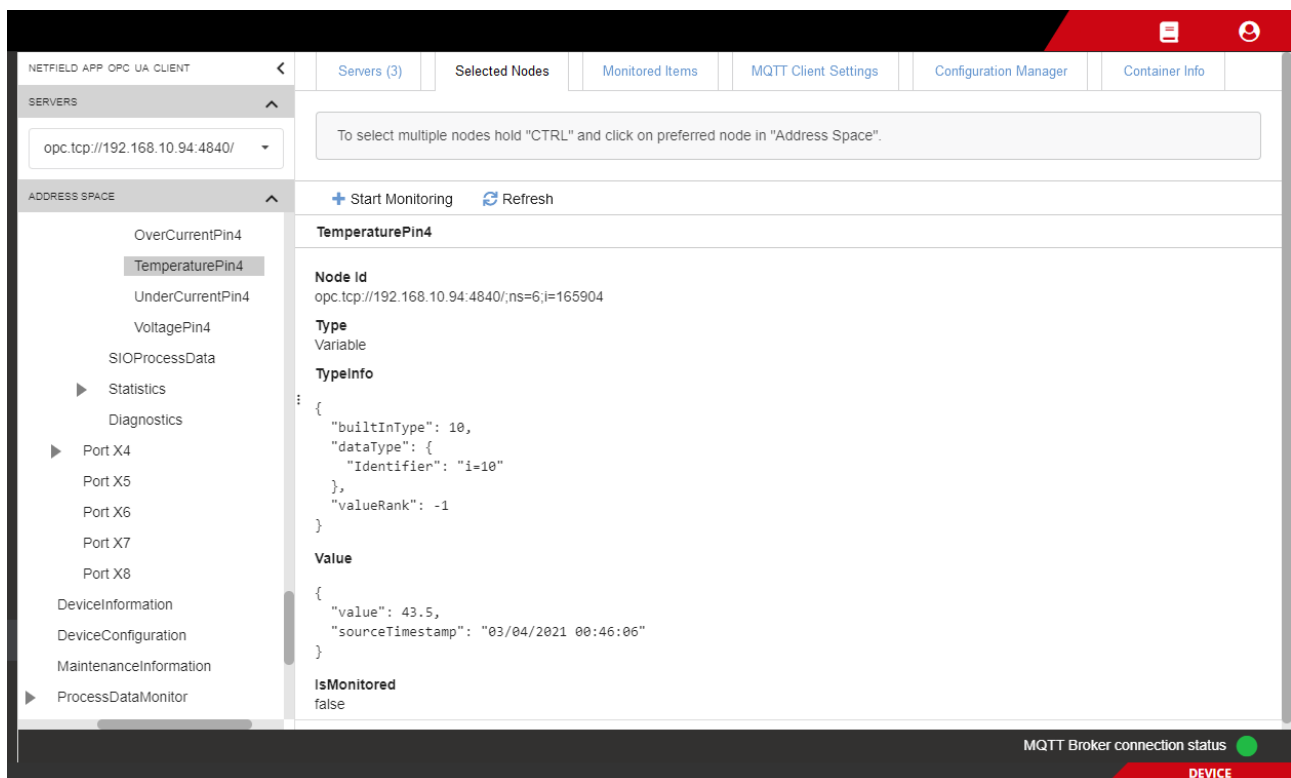 NETFIELD APP OPC UA CLIENT
SERVERS
opc.tcp://192.168.10.94:4840/
ADDRESS SPACE
OverCurrentPin4
TemperaturePin4
UnderCurrentPin4
VoltagePin4
SIOProcessData
Statistics
Diagnostics
Port X4
Port X5
Port X6
Port X7
Port X8
DeviceInformation
DeviceConfiguration
MaintenanceInformation
ProcessDataMonitor
Servers (3)
Selected Nodes
Monitored Items
MQTT Client Settings
Configuration Manager
Container Info
To select multiple nodes hold "CTRL" and click on preferred node in "Address Space".
Start Monitoring
Refresh
TemperaturePin4
Node Id
opc.tcp://192.168.10.94:4840/;ns=6;i=165904
Type
Variable
TypeInfo
{
"builtInType": 10,
"dataType": {
"Identifier": "i=10"
},
"valueRank": -1
}
Value
{
"value": 43.5,
"sourceTimestamp": "03/04/2021 00:46:06"
}
IsMonitored
false
MQTT Broker connection status
DEVICE